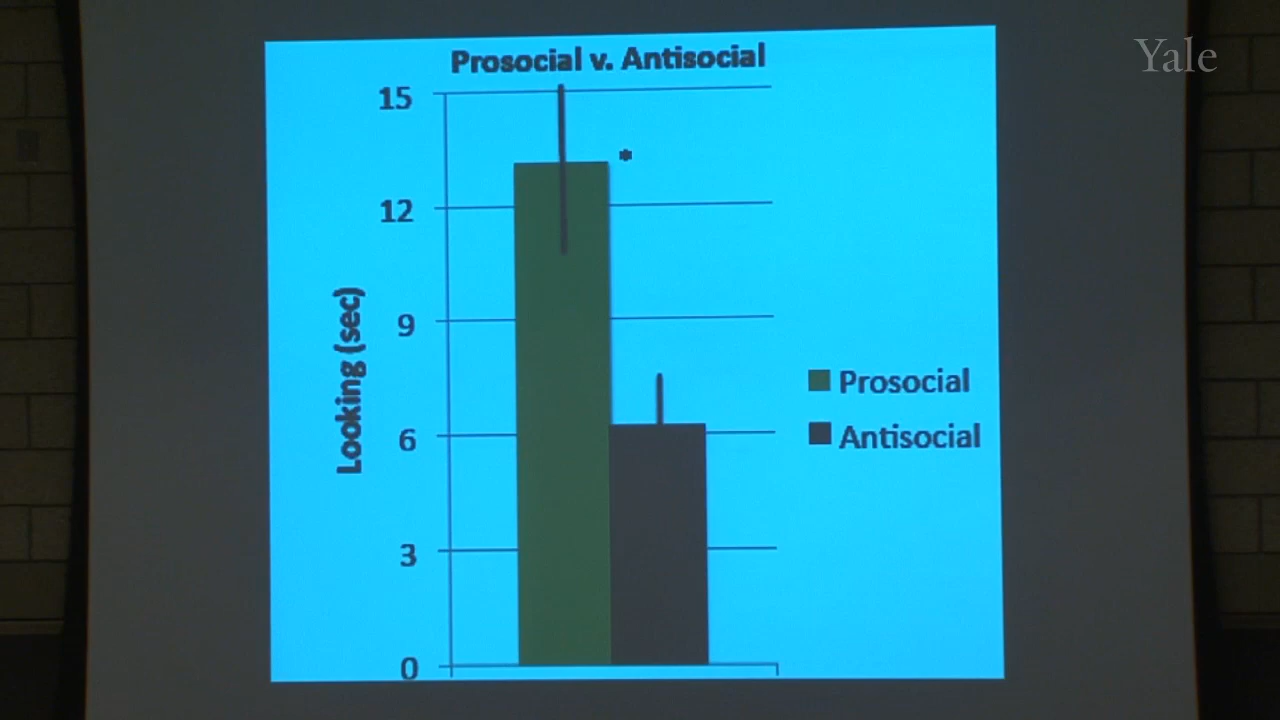 Yale
Prosocial v. Antisocial
15
*
12
9
6
3
0
Looking (sec)
Prosocial
Antisocial